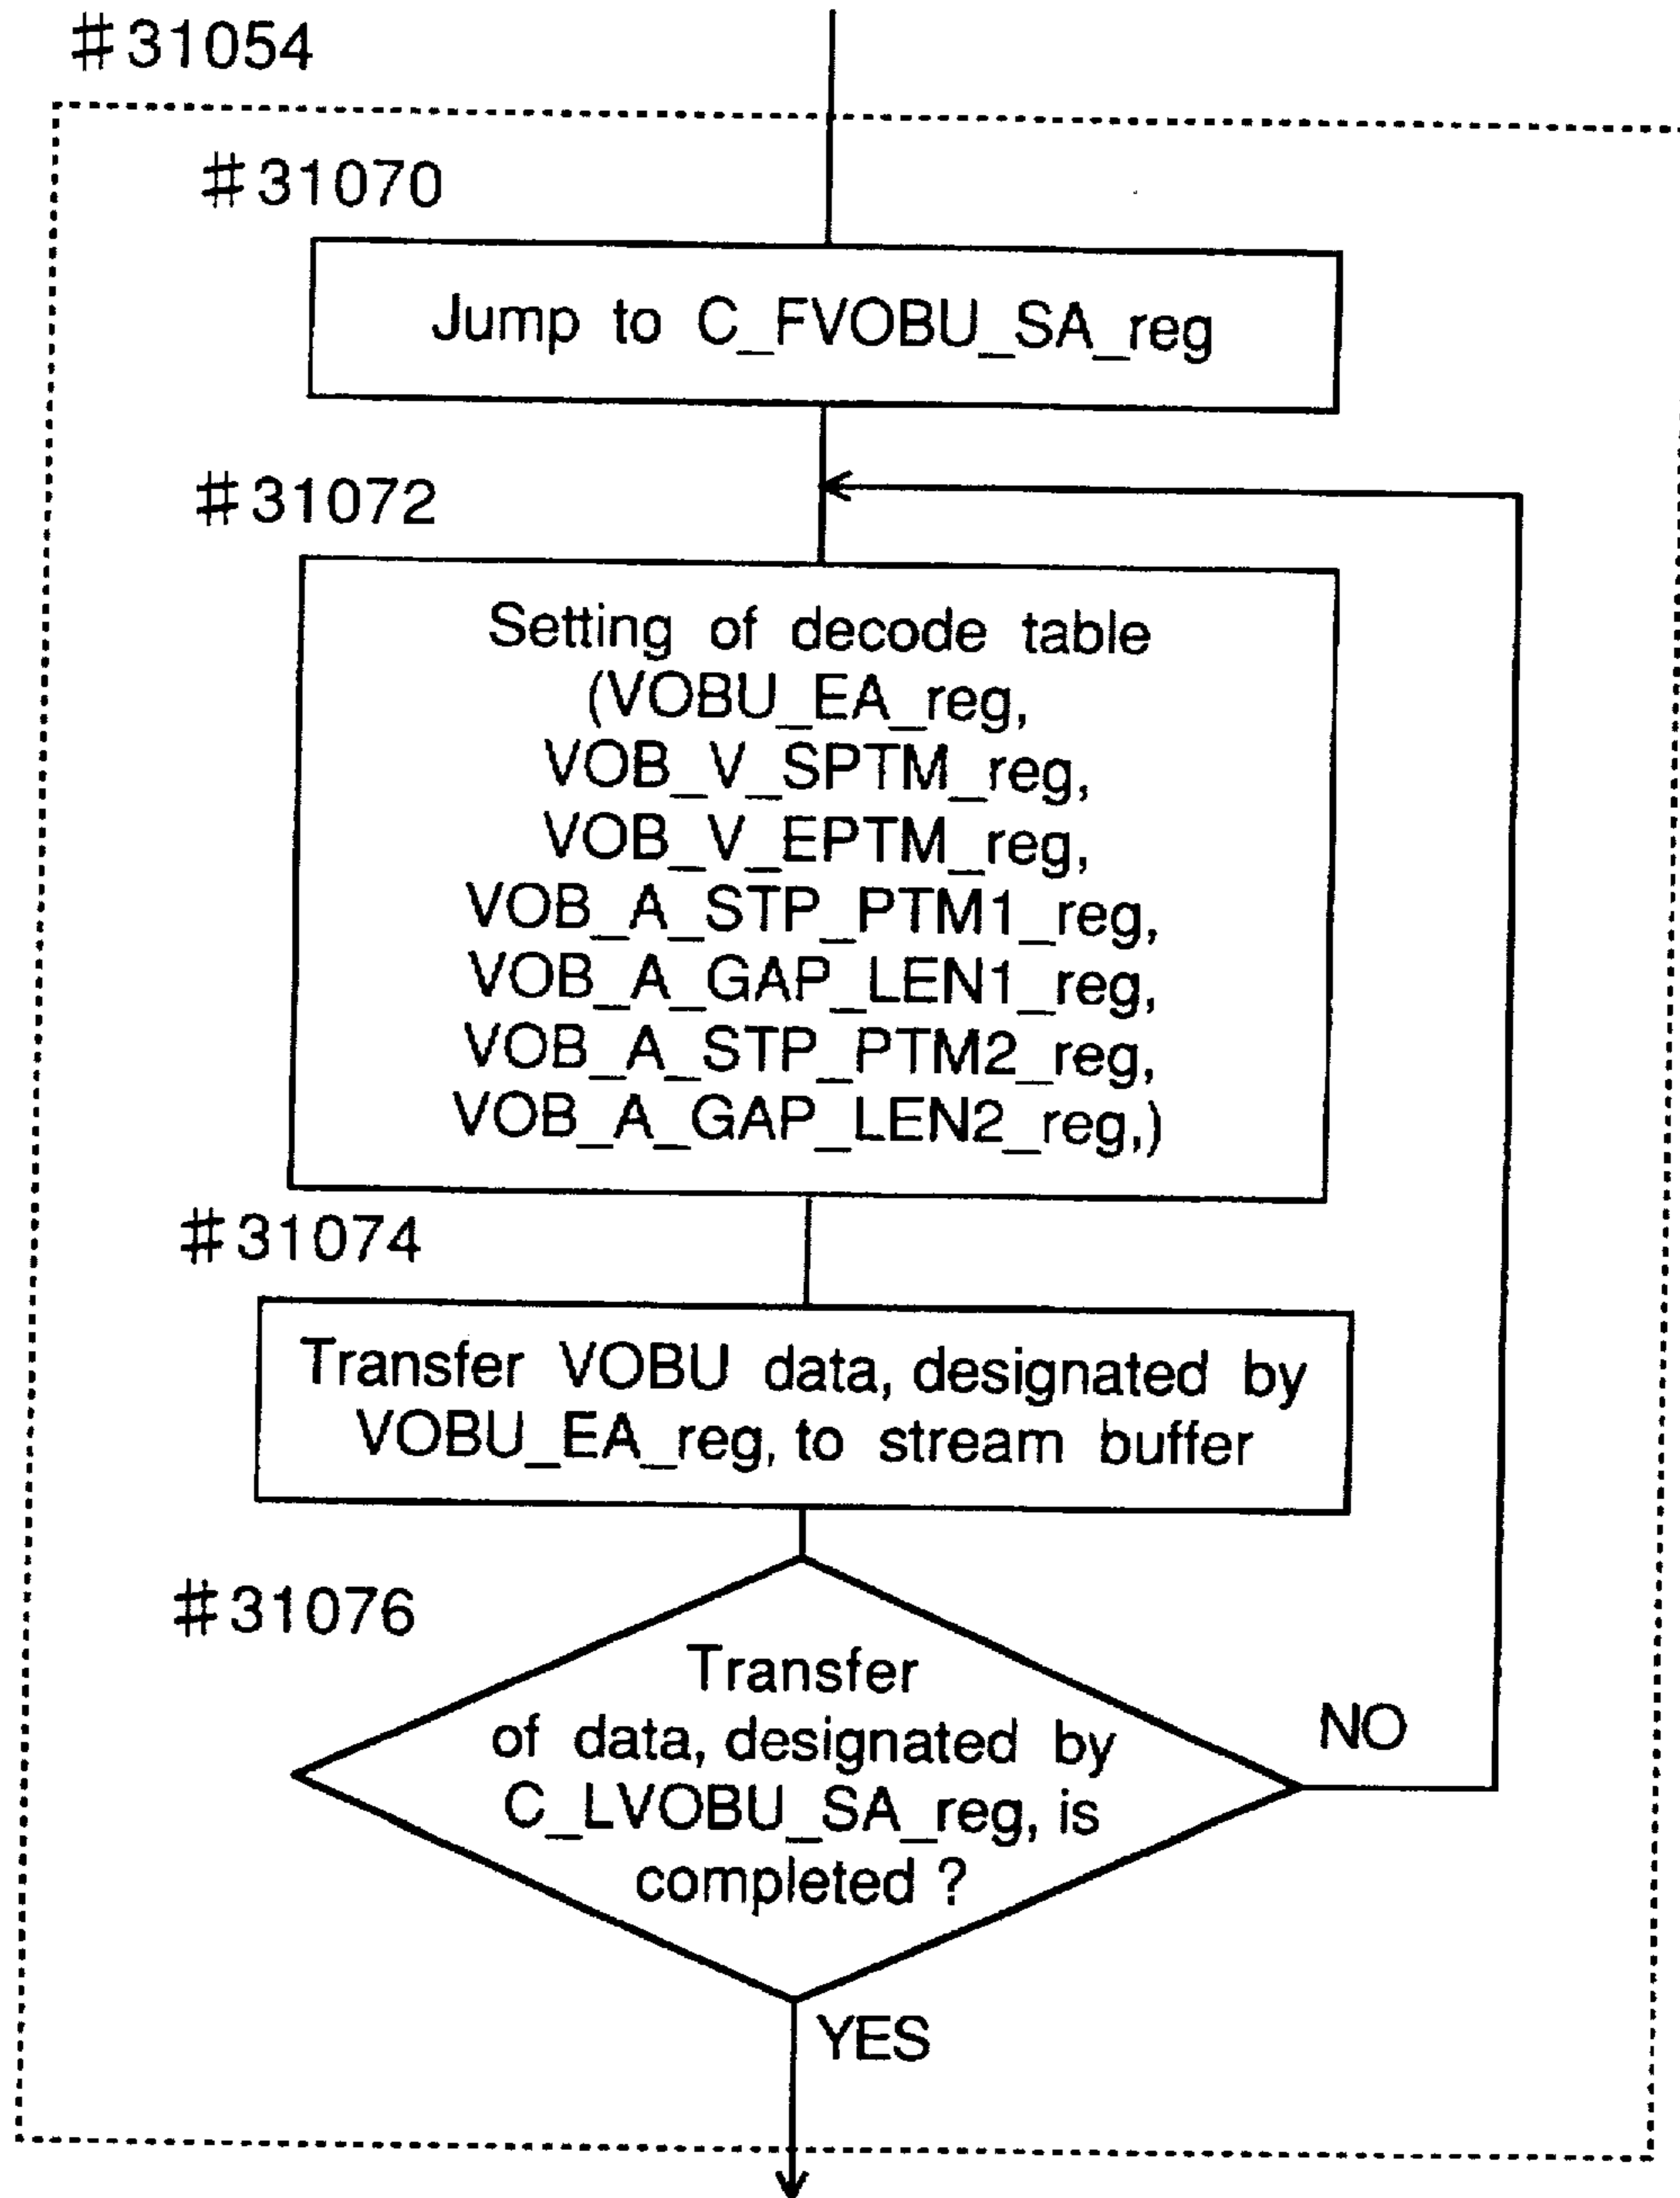 #31054
#31070
Jump to C_FVOBU_SA_reg
#31072
Setting of decode table
(VOBU_EA_reg,
VOB_V_SPTM_reg,
VOB_V_EPTM_reg,
VOB_A_STP_PTM1_reg,
VOB_A_GAP_LEN1_reg,
VOB_A_STP_PTM2_reg,
VOB_A_GAP_LEN2_reg,)
#31074
Transfer VOBU data, designated by
VOBU_EA_reg, to stream buffer
#31076
Transfer
of data, designated by
C_LVOBU_SA_reg, is
completed ?
NO
YES